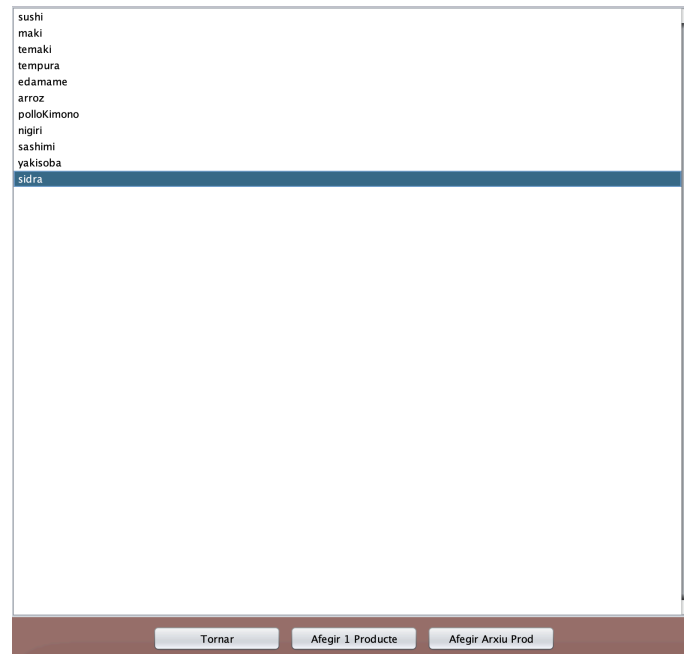 sushi
maki
temaki
tempura
edamame
arroz
polloKimono
nigiri
sashimi
yakisoba
sidra
Tornar Afegir 1 Producte Afegir Arxiu Prod